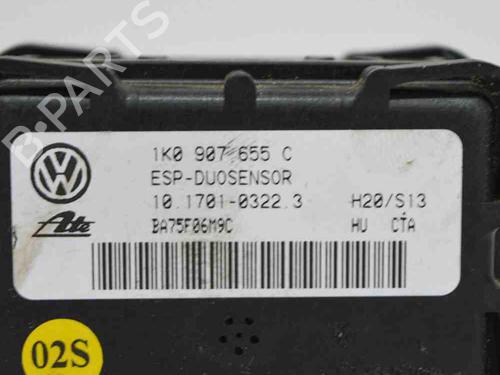 B-PARTS
1K0 907 655 C
ESP-DUOSENSOR
10.1701-0322.3 H20/S13
Ate BA75F06M9C HU CTA
02S